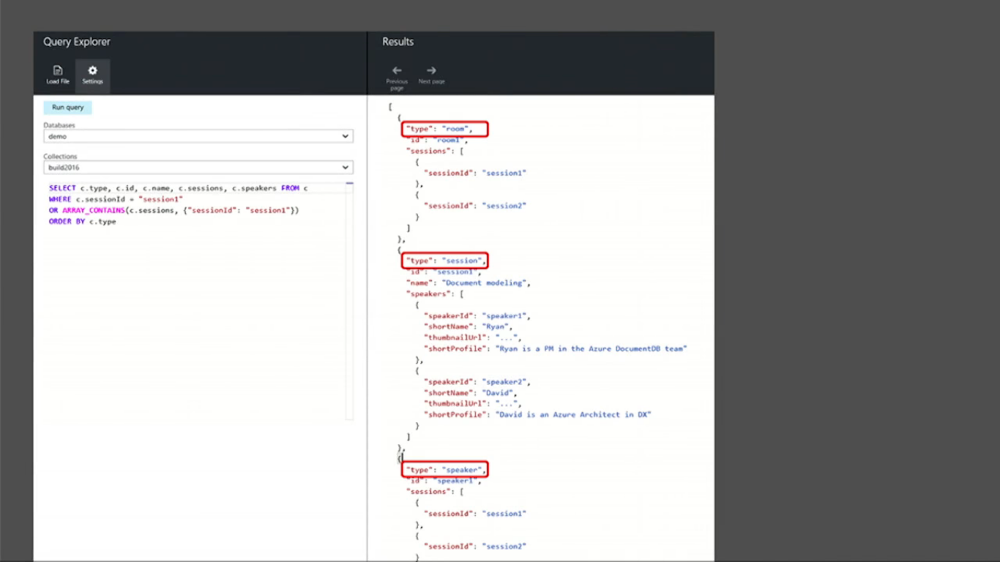 Query Explorer
Load File
Settings
Run query
Databases
demo
Collections
build2016
SELECT c.type, c.id, c.name, c.sessions, c.speakers FROM c
WHERE c.sessionId = "session1"
OR ARRAY_CONTAINS(c.sessions, {"sessionId": "session1"})
ORDER BY c.type
Results
Previous
page
Next page
[
{
"type": "room",
"id": "room1",
"sessions": [
{
"sessionId": "session1"
},
{
"sessionId": "session2"
}
]
},
{
"type": "session",
"id": "session1",
"name": "Document modeling",
"speakers": [
{
"speakerId": "speaker1",
"shortName": "Ryan",
"thumbnailUrl": "...",
"shortProfile": "Ryan is a PM in the Azure DocumentDB team"
},
{
"speakerId": "speaker2",
"shortName": "David",
"thumbnailUrl": "...",
"shortProfile": "David is an Azure Architect in DX"
}
]
},
{
"type": "speaker",
"id": "speaker1",
"sessions": [
{
"sessionId": "session1"
},
{
"sessionId": "session2"
}